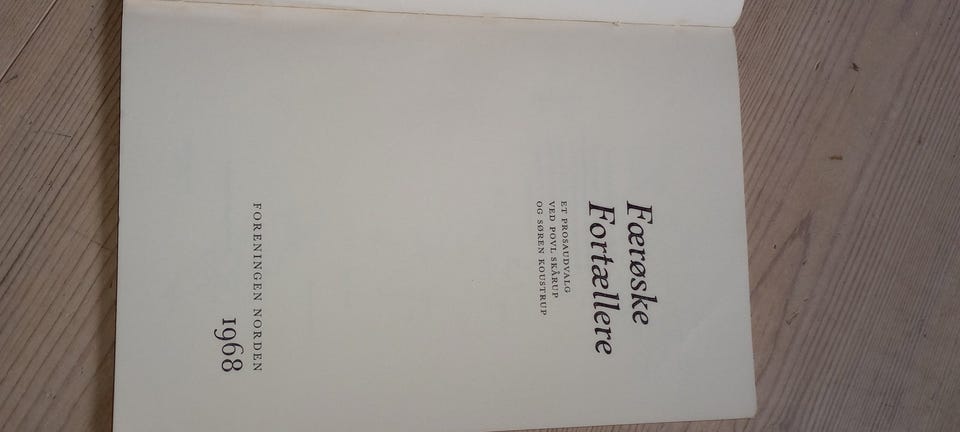 Færøske
Fortællere
ET PROSAUDVALG
VED POVL SKÅRUP
OG SØREN KOUSTRUP
FORENINGEN NORDEN
1968